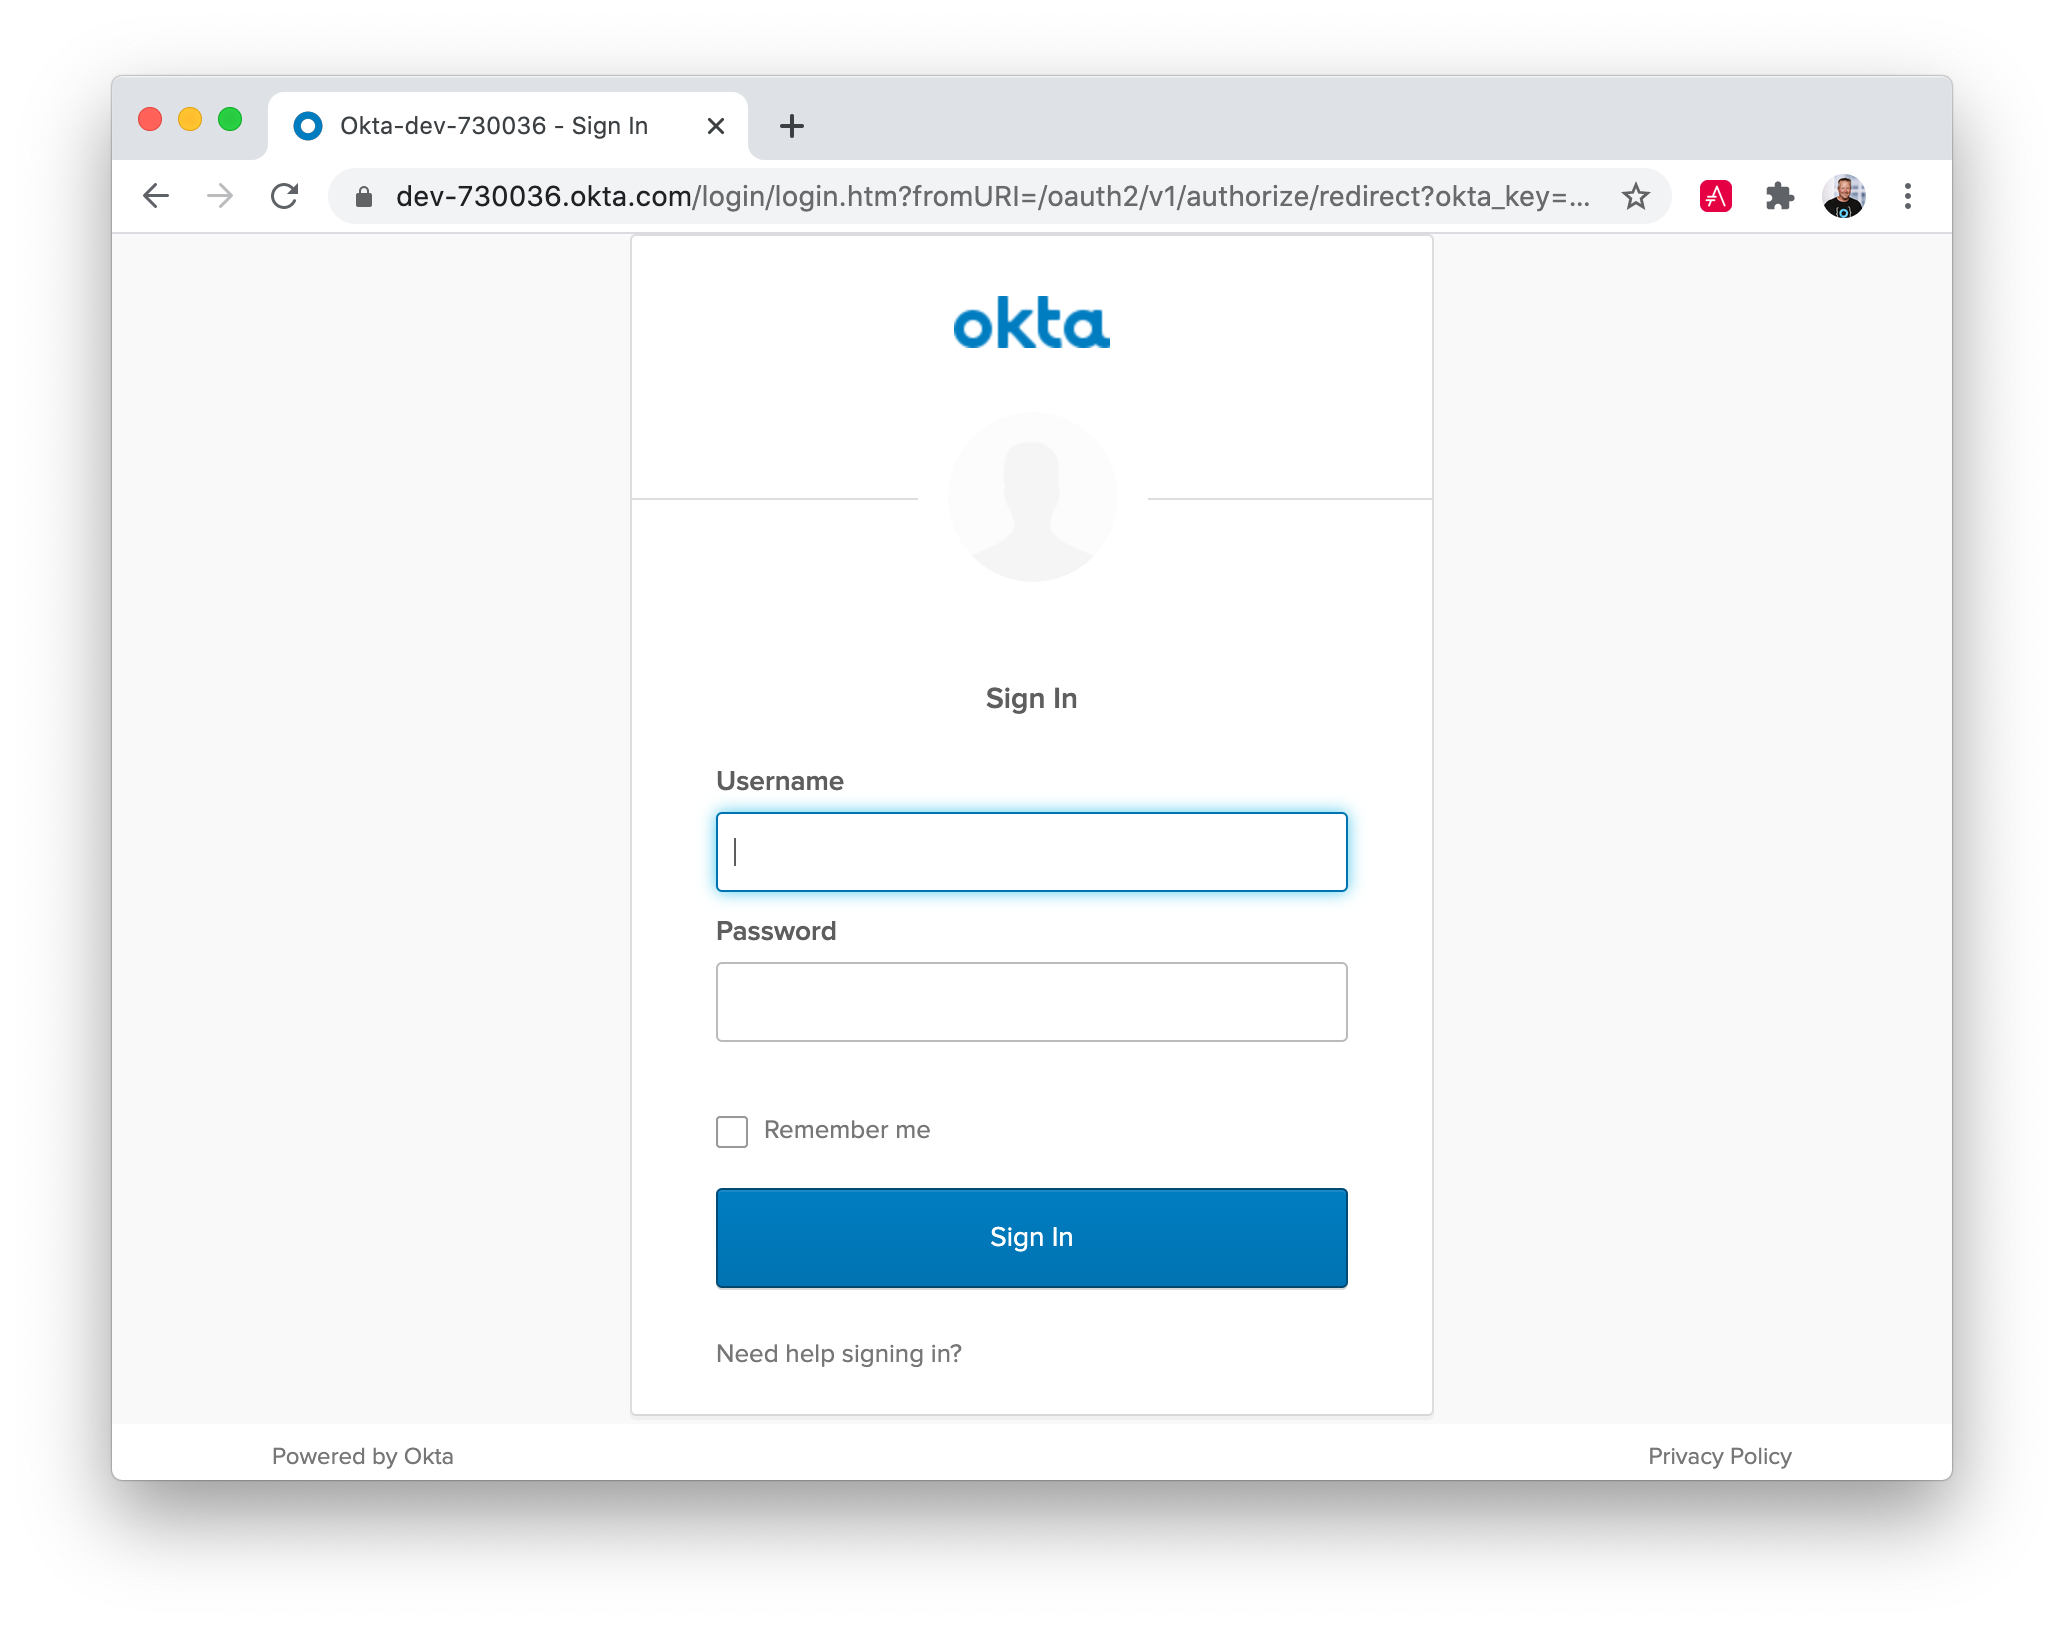 Okta-dev-730036 - Sign In
dev-730036.okta.com/login/login.htm?fromURI=/oauth2/v1/authorize/redirect?okta_key=...
okta
Sign In
Username
Password
Remember me
Sign In
Need help signing in?
Powered by Okta
Privacy Policy